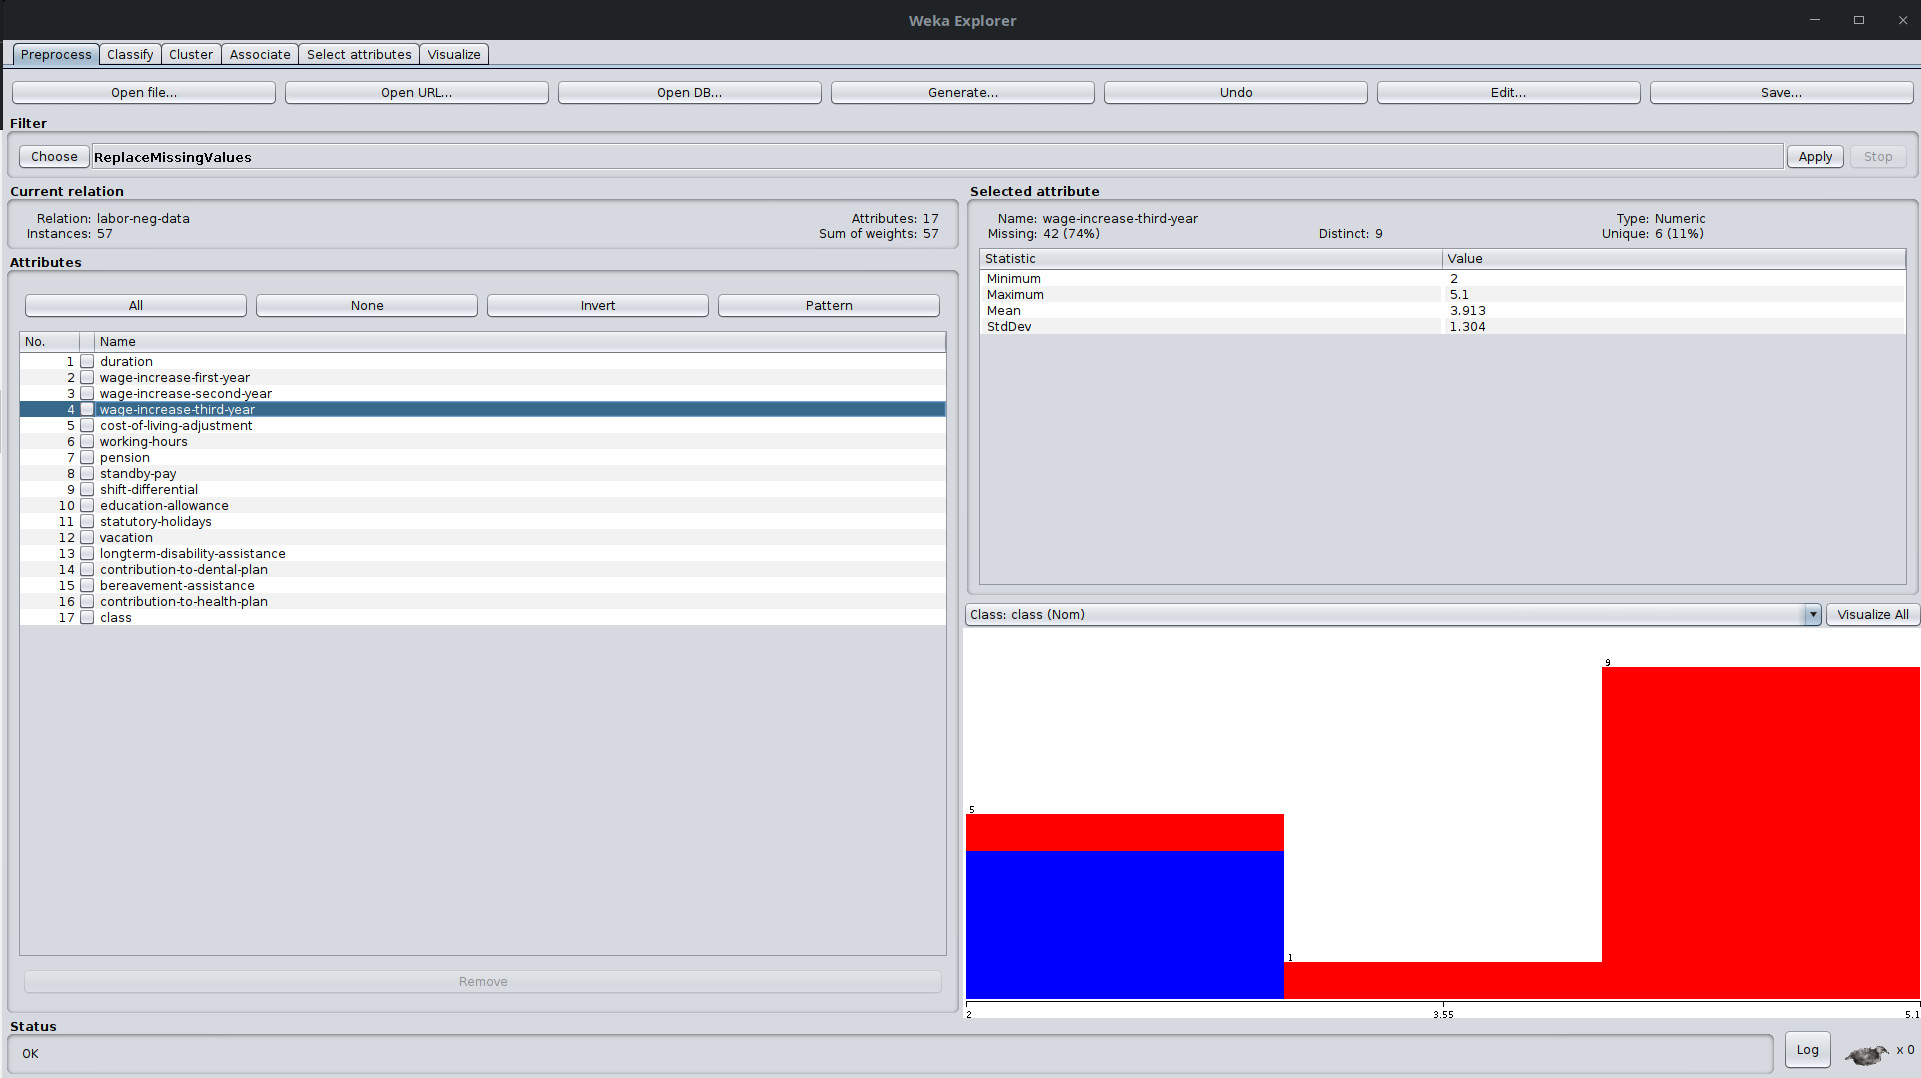 Weka Explorer
Preprocess Classify Cluster Associate Select attributes Visualize
Open file... Open URL... Open DB... Generate... Undo Edit... Save...
Filter
Choose ReplaceMissingValues Apply Stop
Current relation
Relation: labor-neg-data Attributes: 17
Instances: 57 Sum of weights: 57
Attributes
All None Invert Pattern
No. Name
1 duration
2 wage-increase-first-year
3 wage-increase-second-year
4 wage-increase-third-year
5 cost-of-living-adjustment
6 working-hours
7 pension
8 standby-pay
9 shift-differential
10 education-allowance
11 statutory-holidays
12 vacation
13 longterm-disability-assistance
14 contribution-to-dental-plan
15 bereavement-assistance
16 contribution-to-health-plan
17 class
Remove
Selected attribute
Name: wage-increase-third-year Type: Numeric
Missing: 42 (74%) Distinct: 9 Unique: 6 (11%)
Statistic Value
Minimum 2
Maximum 5.1
Mean 3.913
StdDev 1.304
Class: class (Nom) Visualize All
9
5
1
2 3.55 5.1
Status
OK Log x 0